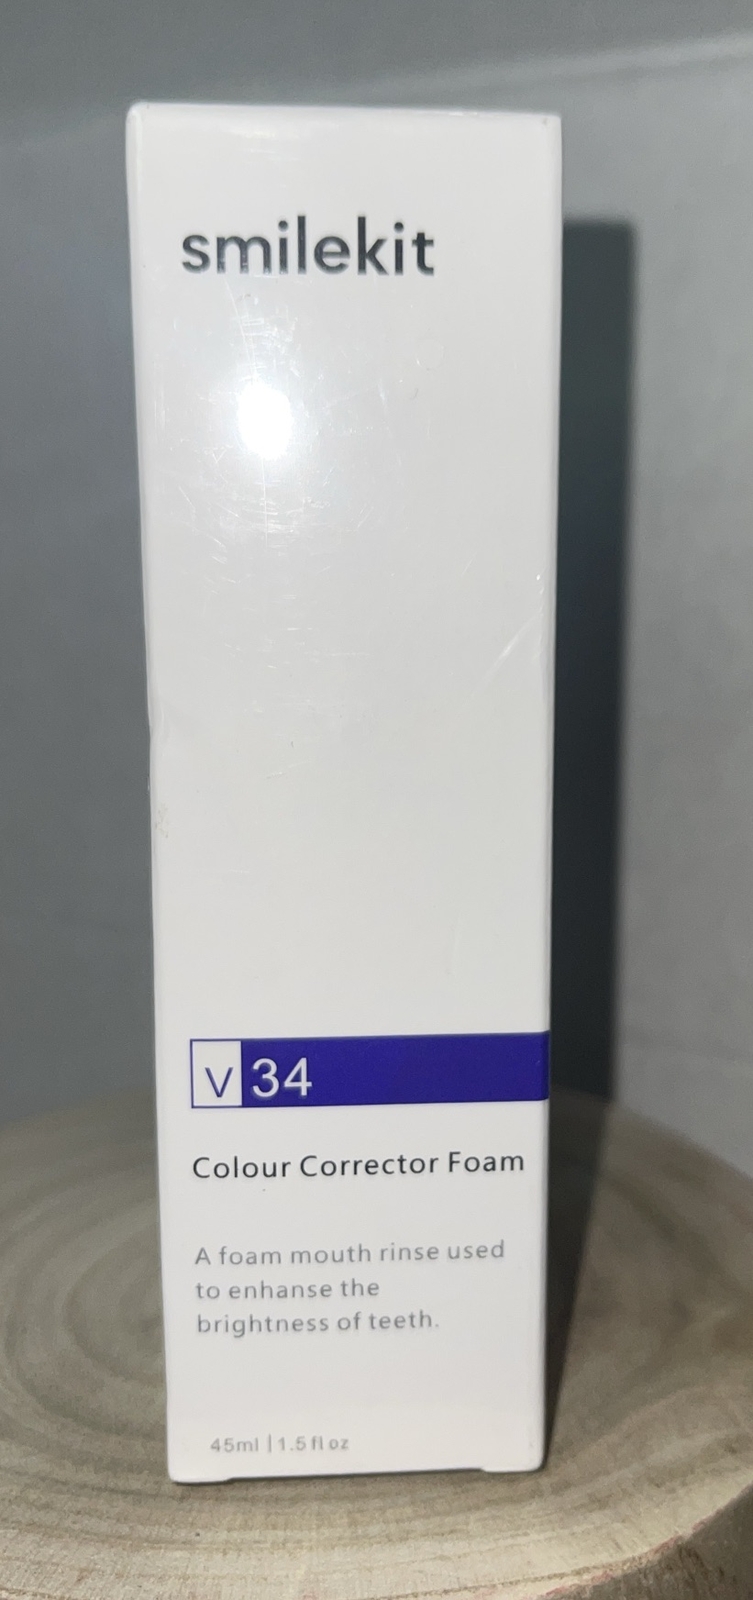 smilekit
V 34
Colour Corrector Foam
A foam mouth rinse used
to enhanse the
brightness of teeth.
45ml | 1.5 fl oz